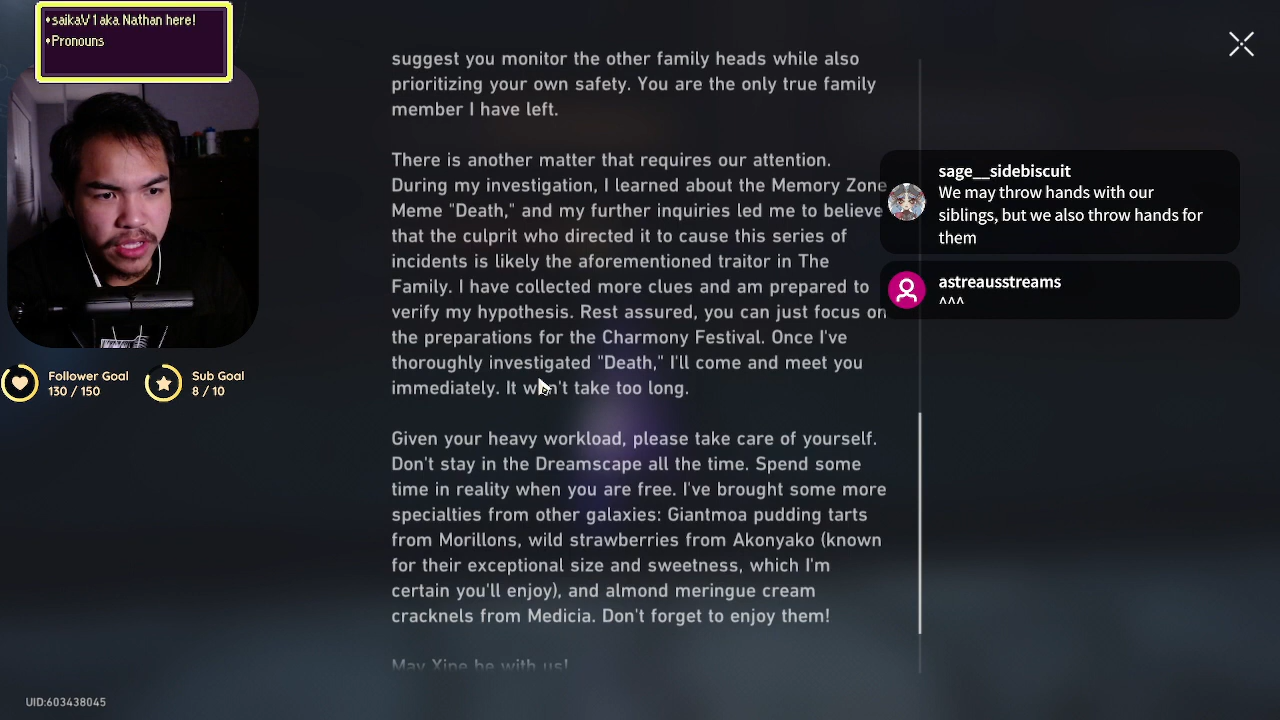 •saikaV1 aka Nathan here!
•Pronouns
suggest you monitor the other family heads while also
prioritizing your own safety. You are the only true family
member I have left.
There is another matter that requires our attention.
During my investigation, I learned about the Memory Zone
Meme "Death," and my further inquiries led me to believe
that the culprit who directed it to cause this series of
incidents is likely the aforementioned traitor in The
Family. I have collected more clues and am prepared to
verify my hypothesis. Rest assured, you can just focus on
the preparations for the Charmony Festival. Once I've
thoroughly investigated "Death," I'll come and meet you
immediately. It won't take too long.
Given your heavy workload, please take care of yourself.
Don't stay in the Dreamscape all the time. Spend some
time in reality when you are free. I've brought some more
specialties from other galaxies: Giantmoa pudding tarts
from Morillons, wild strawberries from Akonyako (known
for their exceptional size and sweetness, which I'm
certain you'll enjoy), and almond meringue cream
cracknels from Medicia. Don't forget to enjoy them!
May Xipe be with us!
sage__sidebiscuit
We may throw hands with our
siblings, but we also throw hands for
them
astreausstreams
^^^
Follower Goal
130 / 150
Sub Goal
8 / 10
UID:603438045